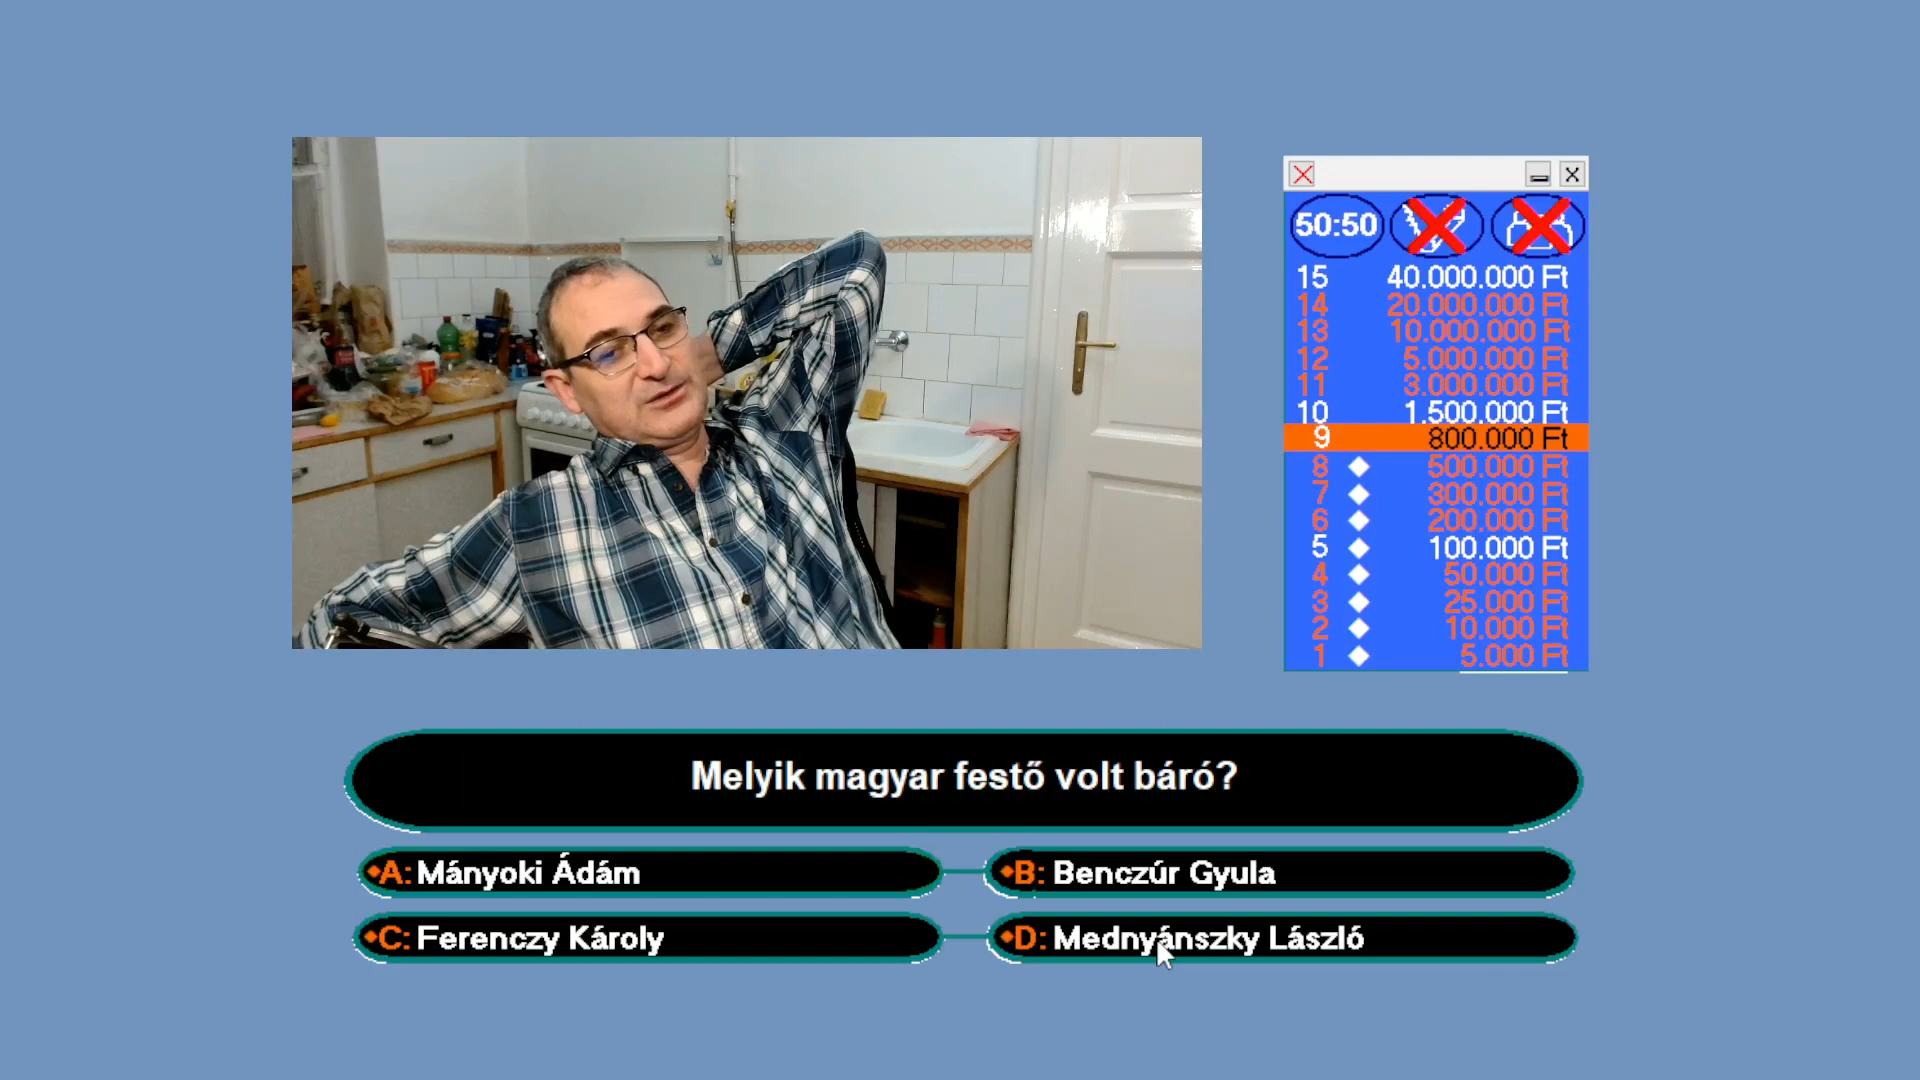 50:50
15 40.000.000 Ft
14 20.000.000 Ft
13 10.000.000 Ft
12 5.000.000 Ft
11 3.000.000 Ft
10 1.500.000 Ft
9 800.000 Ft
8 500.000 Ft
7 300.000 Ft
6 200.000 Ft
5 100.000 Ft
4 50.000 Ft
3 25.000 Ft
2 10.000 Ft
1 5.000 Ft
Melyik magyar festő volt báró?
A: Mányoki Ádám
B: Benczúr Gyula
C: Ferenczy Károly
D: Mednyánszky László